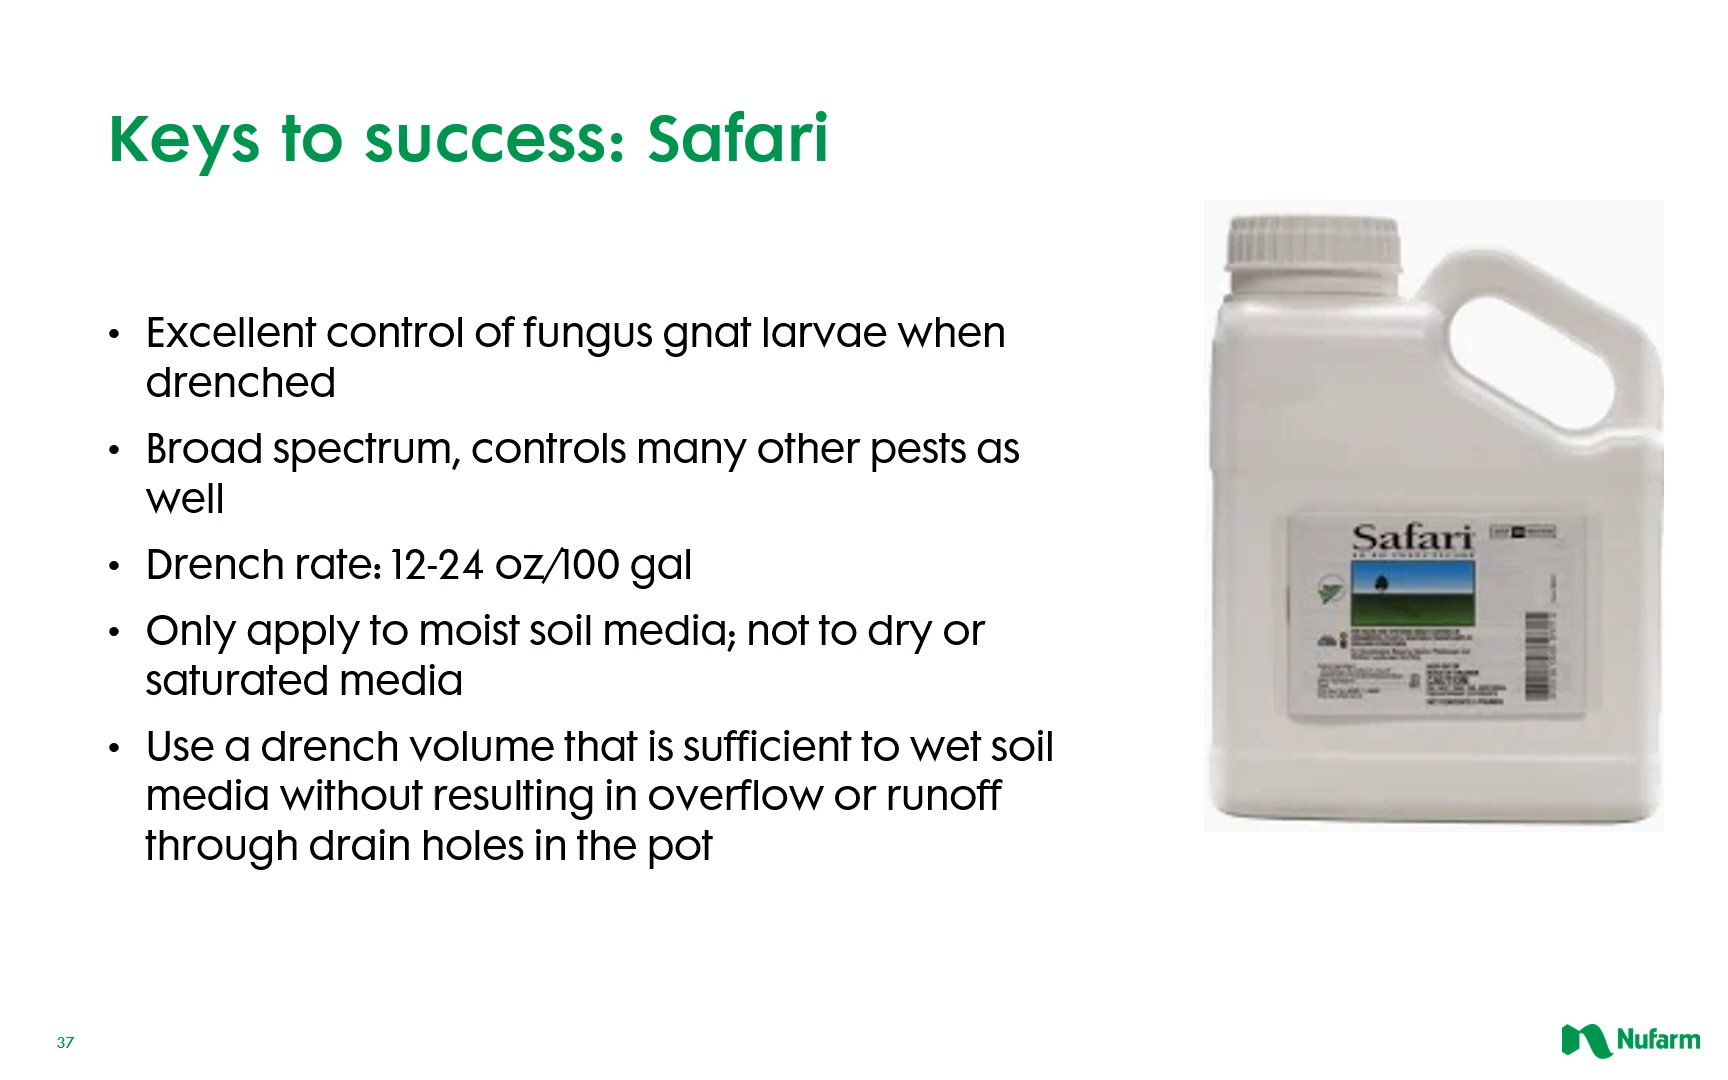 Keys to success: Safari
• Excellent control of fungus gnat larvae when
drenched
• Broad spectrum, controls many other pests as
well
• Drench rate: 12-24 oz/100 gal
• Only apply to moist soil media; not to dry or
saturated media
• Use a drench volume that is sufficient to wet soil
media without resulting in overflow or runoff
through drain holes in the pot
Safari
37
Nufarm